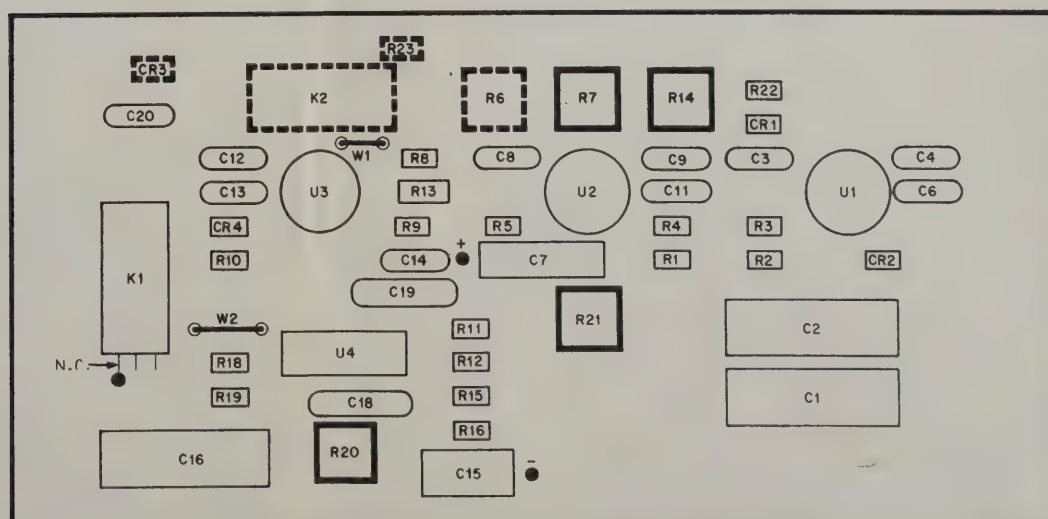 R23
CR3
K2
R6
R7
R14
R22
C20
CR1
W1
C12
R8
C8
C9
C3
C4
C13
U3
R13
U2
C11
U1
C6
CR4
R9
R5
R4
R3
+
R10
C14
C7
R1
R2
CR2
K1
C19
W2
R11
R21
C2
U4
N.C.
R18
R12
R19
C18
R15
C1
R16
R20
C16
C15
-